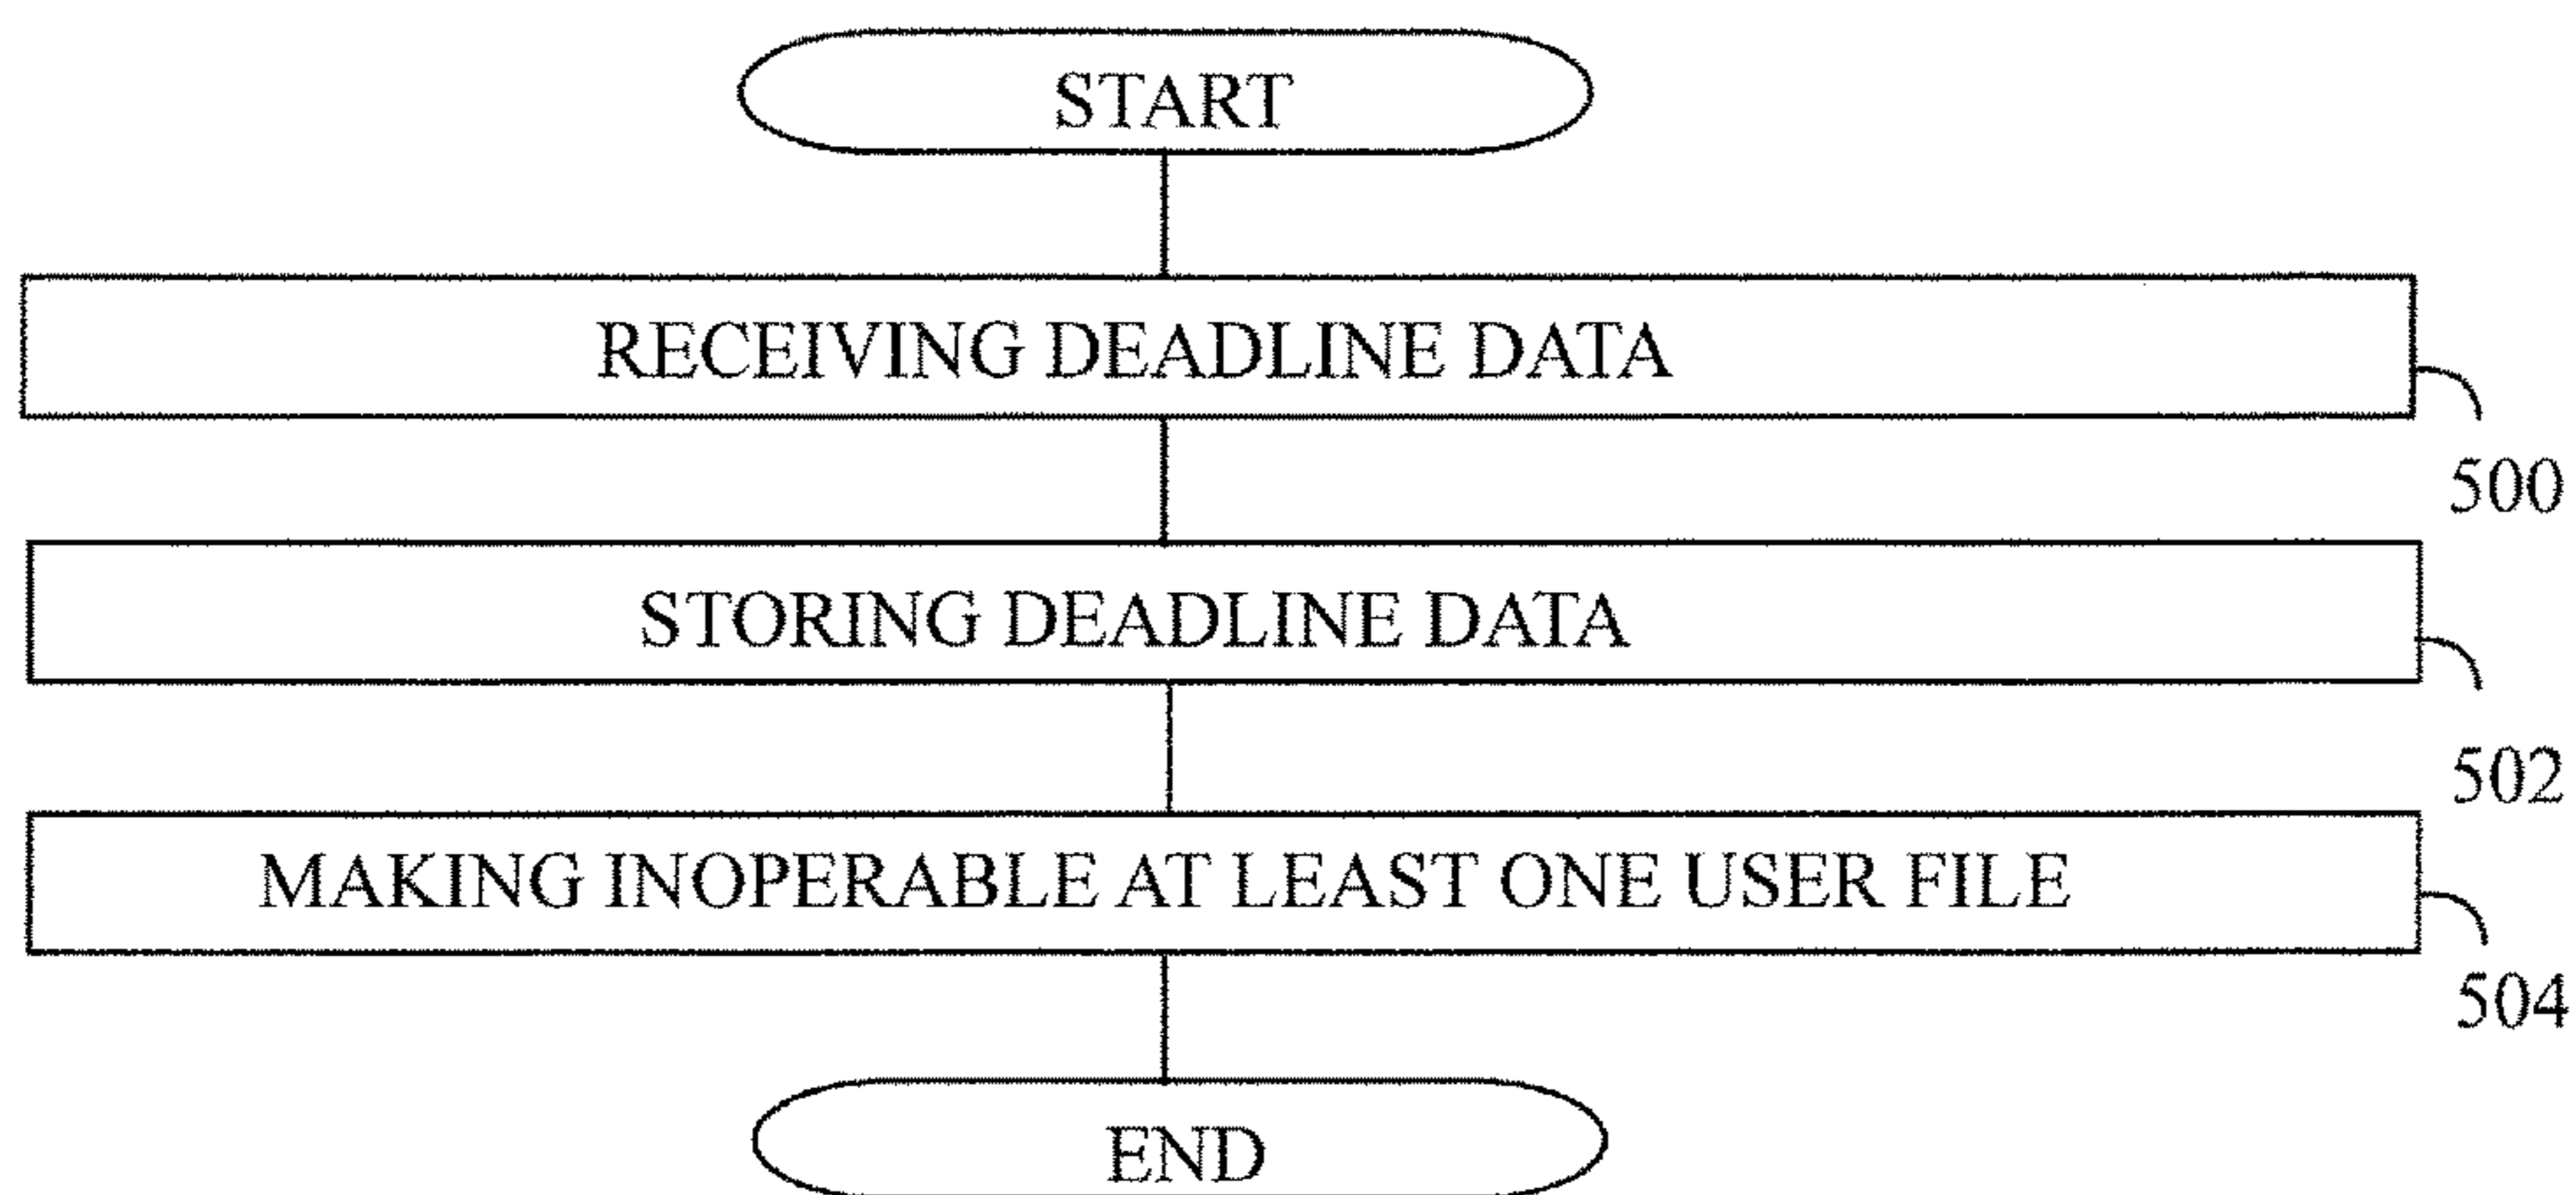 START
RECEIVING DEADLINE DATA
500
STORING DEADLINE DATA
502
MAKING INOPERABLE AT LEAST ONE USER FILE
504
END